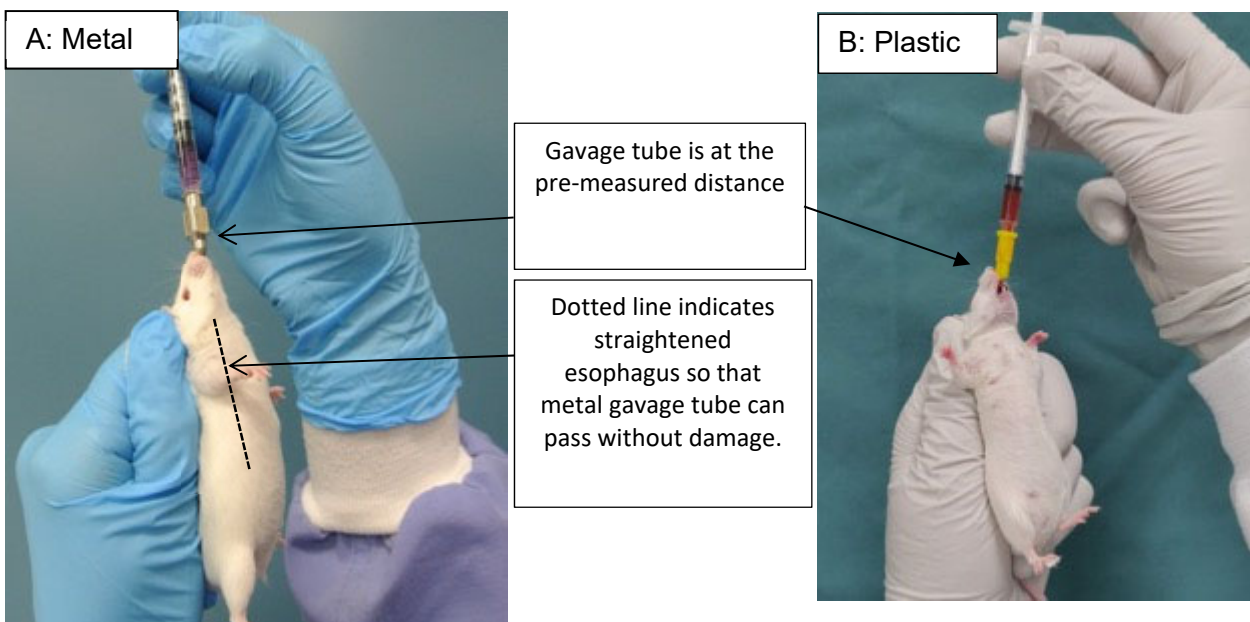 A: Metal
B: Plastic
Gavage tube is at the
pre-measured distance
Dotted line indicates
straightened
esophagus so that
metal gavage tube can
pass without damage.